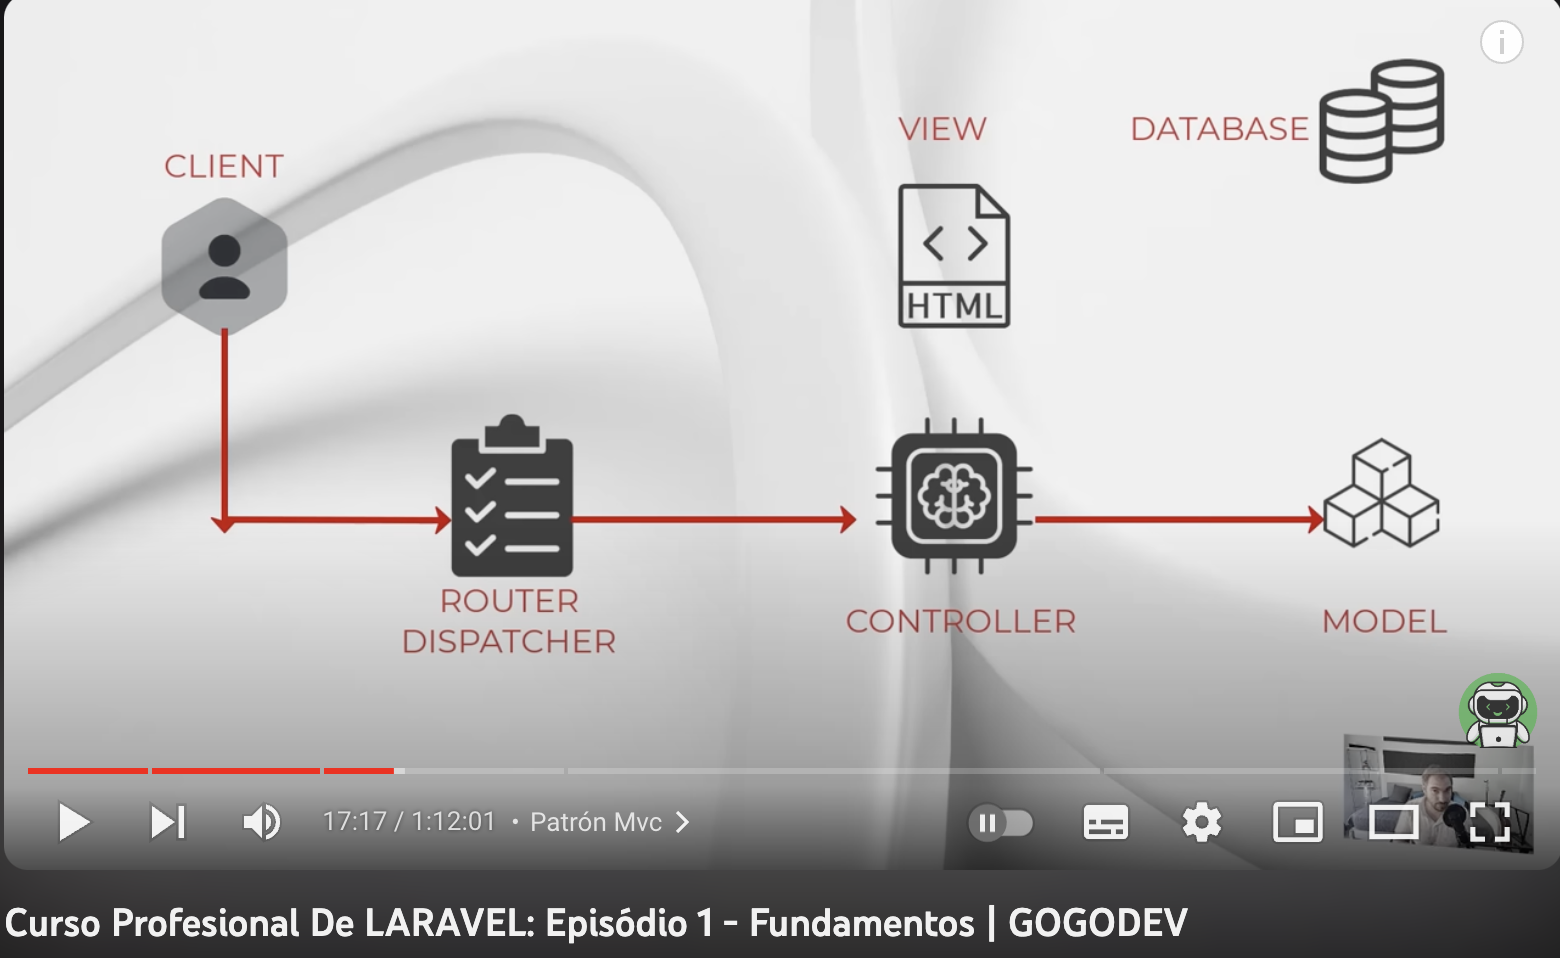 VIEW
DATABASE
CLIENT
HTML
ROUTER
DISPATCHER
CONTROLLER
MODEL
17:17 / 1:12:01 • Patrón Mvc
Curso Profesional De LARAVEL: Episódio 1 - Fundamentos | GOGODEV